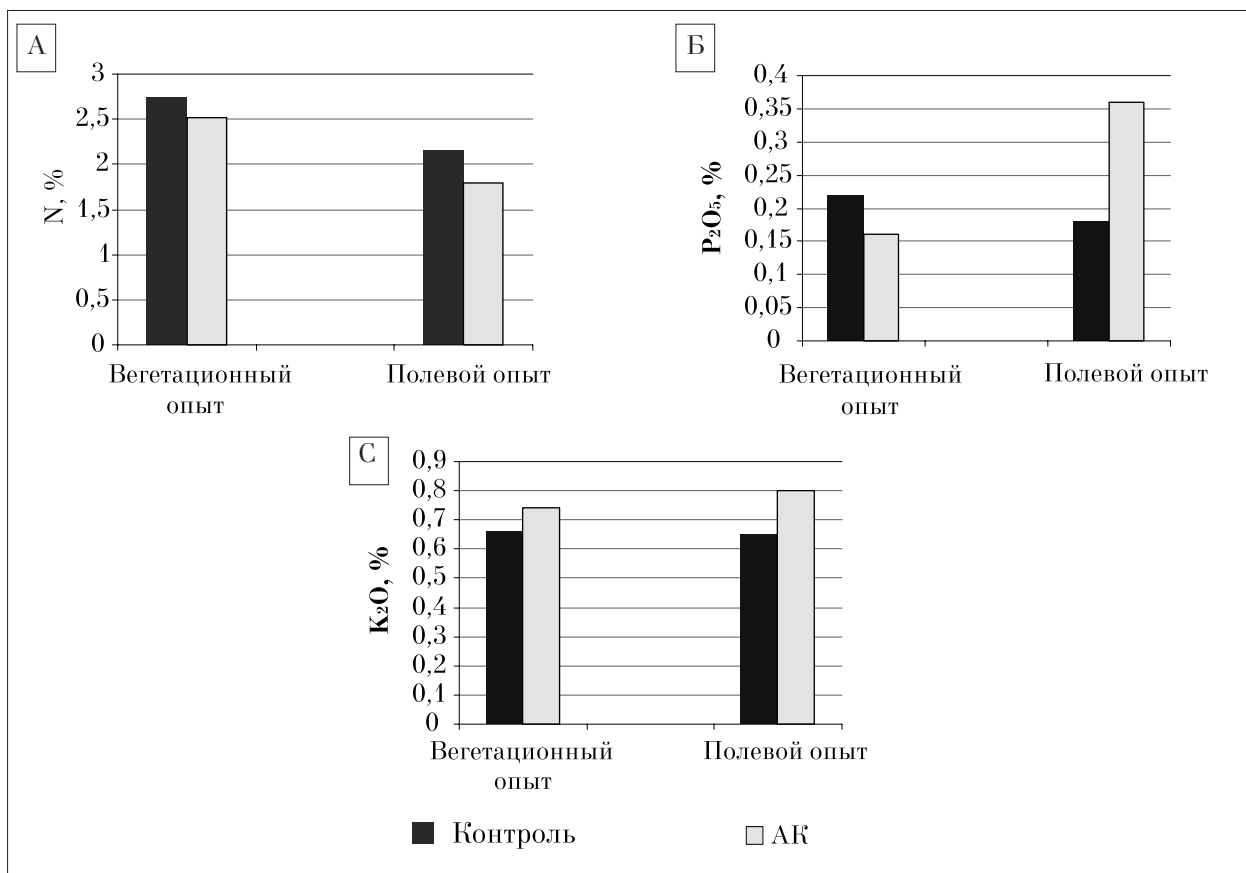 А
N, %
3
2,5
2
1,5
1
0,5
0
Вегетационный
опыт
Полевой опыт
Б
P₂O₅, %
0,4
0,35
0,3
0,25
0,2
0,15
0,1
0,05
0
Вегетационный
опыт
Полевой опыт
С
K₂O, %
0,9
0,8
0,7
0,6
0,5
0,4
0,3
0,2
0,1
0
Вегетационный
опыт
Полевой опыт
Контроль
АК